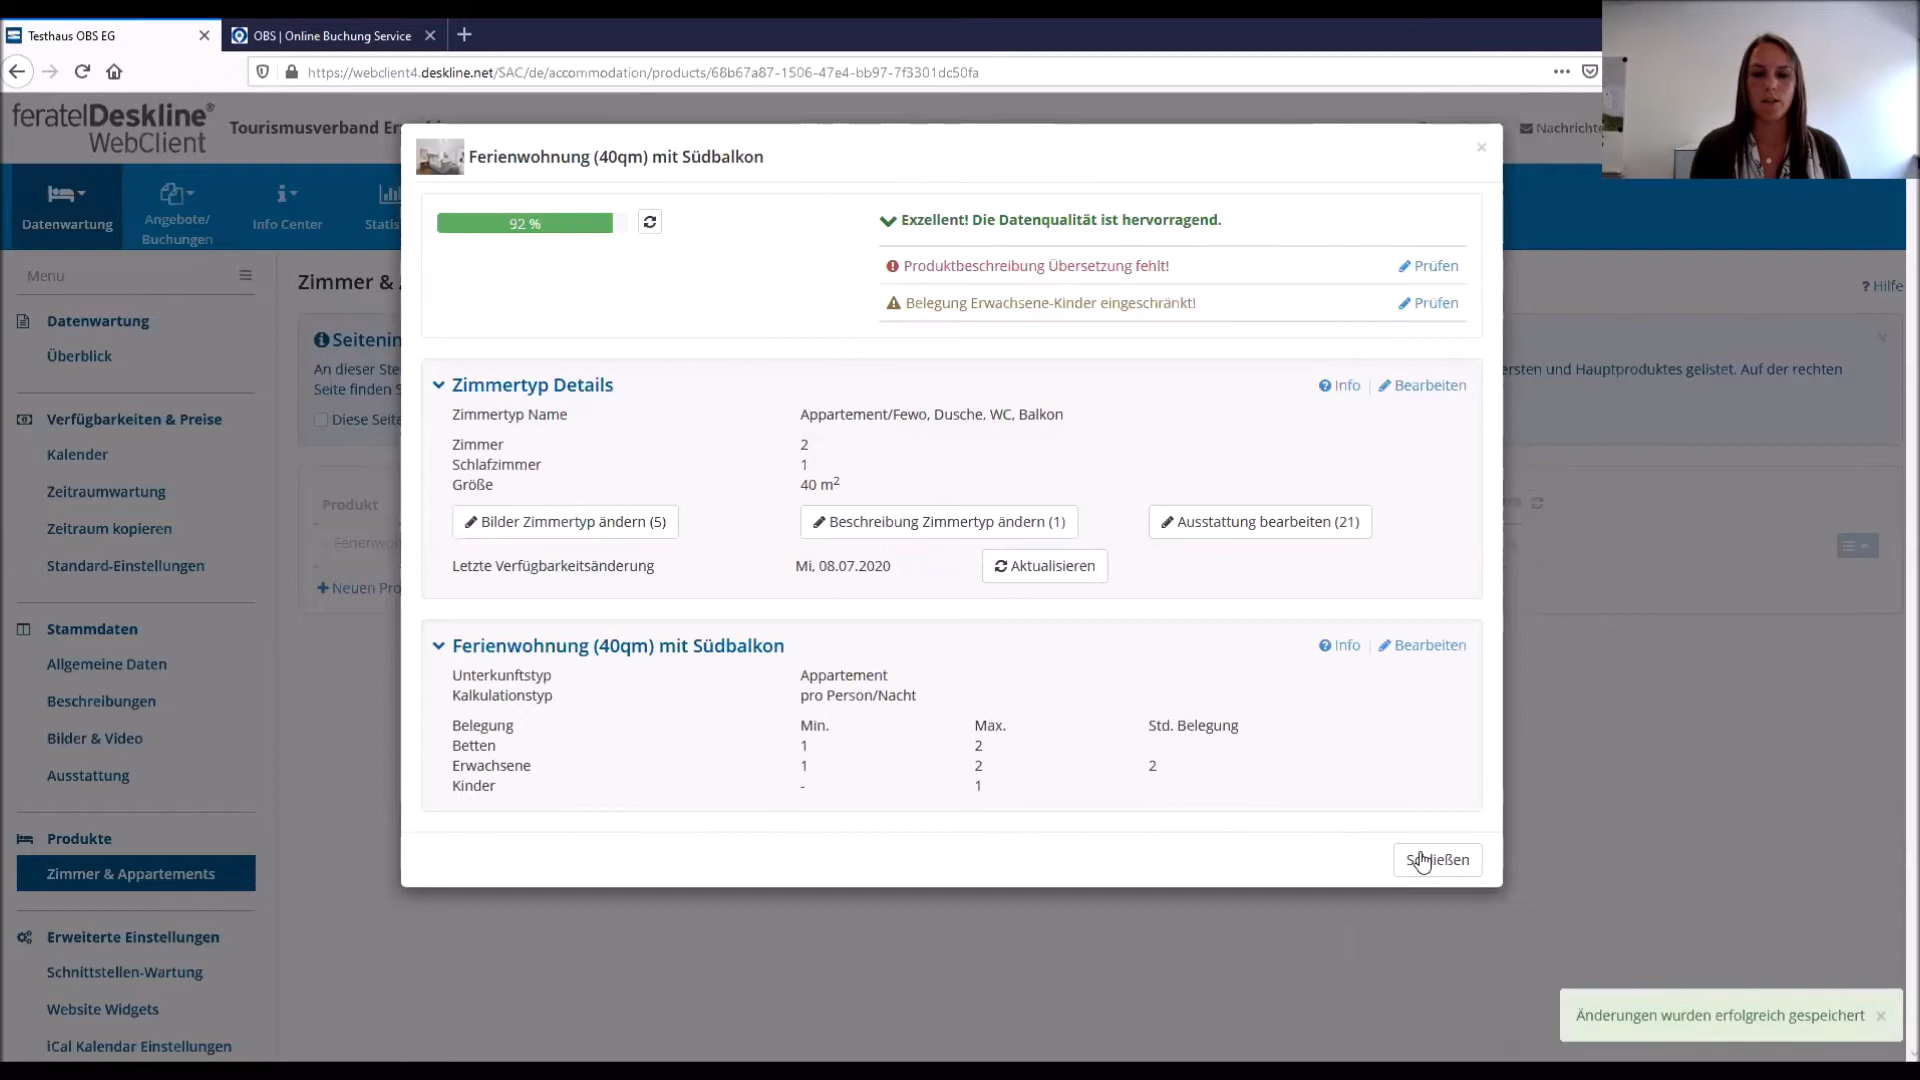 Testhaus OBS EG
OBS | Online Buchung Service
https://webclient4.deskline.net/SAC/de/accommodation/products/68b67a87-1506-47e4-bb97-7f3301dc50fa
feratelDeskline®
WebClient
Tourismusverband
Datenwartung
Angebote/
Buchungen
Info Center
Menu
Datenwartung
Überblick
Verfügbarkeiten & Preise
Kalender
Zeitraumwartung
Zeitraum kopieren
Standard-Einstellungen
Stammdaten
Allgemeine Daten
Beschreibungen
Bilder & Video
Ausstattung
Produkte
Zimmer & Appartements
Erweiterte Einstellungen
Schnittstellen-Wartung
Website Widgets
iCal Kalendar Einstellungen
Zimmer &
? Hilfe
An dieser
ersten und Hauptproduktes gelistet. Auf der rechten
Seite finden
Diese
Produkt
+ Neuen
Ferienwohnung (40qm) mit Südbalkon
×
92 %
Exzellent! Die Datenqualität ist hervorragend.
Produktbeschreibung Übersetzung fehlt! Prüfen
Belegung Erwachsene-Kinder eingeschränkt! Prüfen
Zimmertyp Details Info | Bearbeiten
Zimmertyp Name Appartement/Fewo, Dusche, WC, Balkon
Zimmer 2
Schlafzimmer 1
Größe 40 m²
Bilder Zimmertyp ändern (5) Beschreibung Zimmertyp ändern (1) Ausstattung bearbeiten (21)
Letzte Verfügbarkeitsänderung Mi, 08.07.2020 Aktualisieren
Ferienwohnung (40qm) mit Südbalkon Info | Bearbeiten
Unterkunftstyp Appartement
Kalkulationstyp pro Person/Nacht
Belegung Min. Max. Std. Belegung
Betten 1 2
Erwachsene 1 2 2
Kinder - 1
Schließen
Änderungen wurden erfolgreich gespeichert ×